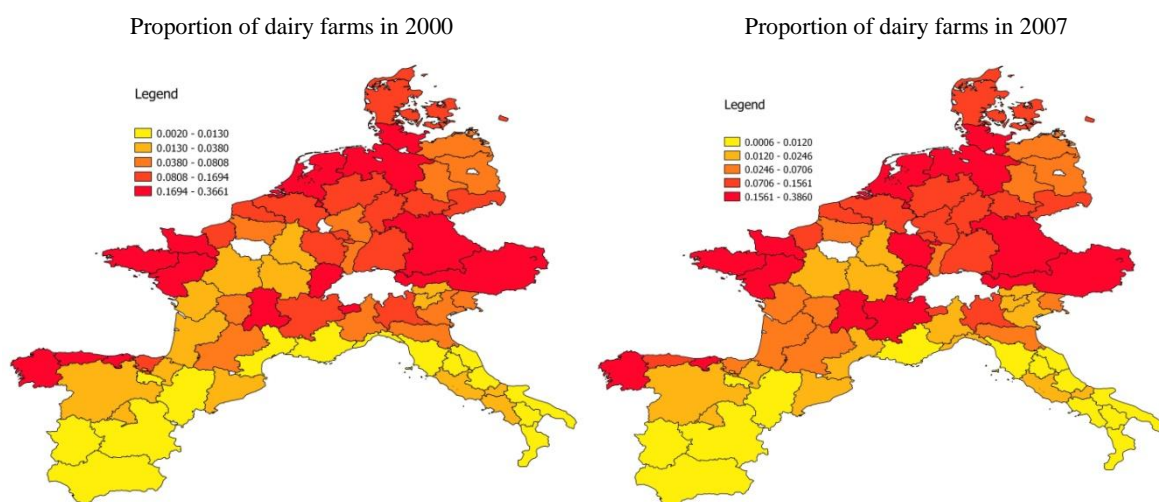 Proportion of dairy farms in 2000
Proportion of dairy farms in 2007
Legend
0.0020 - 0.0130
0.0130 - 0.0380
0.0380 - 0.0808
0.0808 - 0.1694
0.1694 - 0.3661
Legend
0.0006 - 0.0120
0.0120 - 0.0246
0.0246 - 0.0706
0.0706 - 0.1561
0.1561 - 0.3860